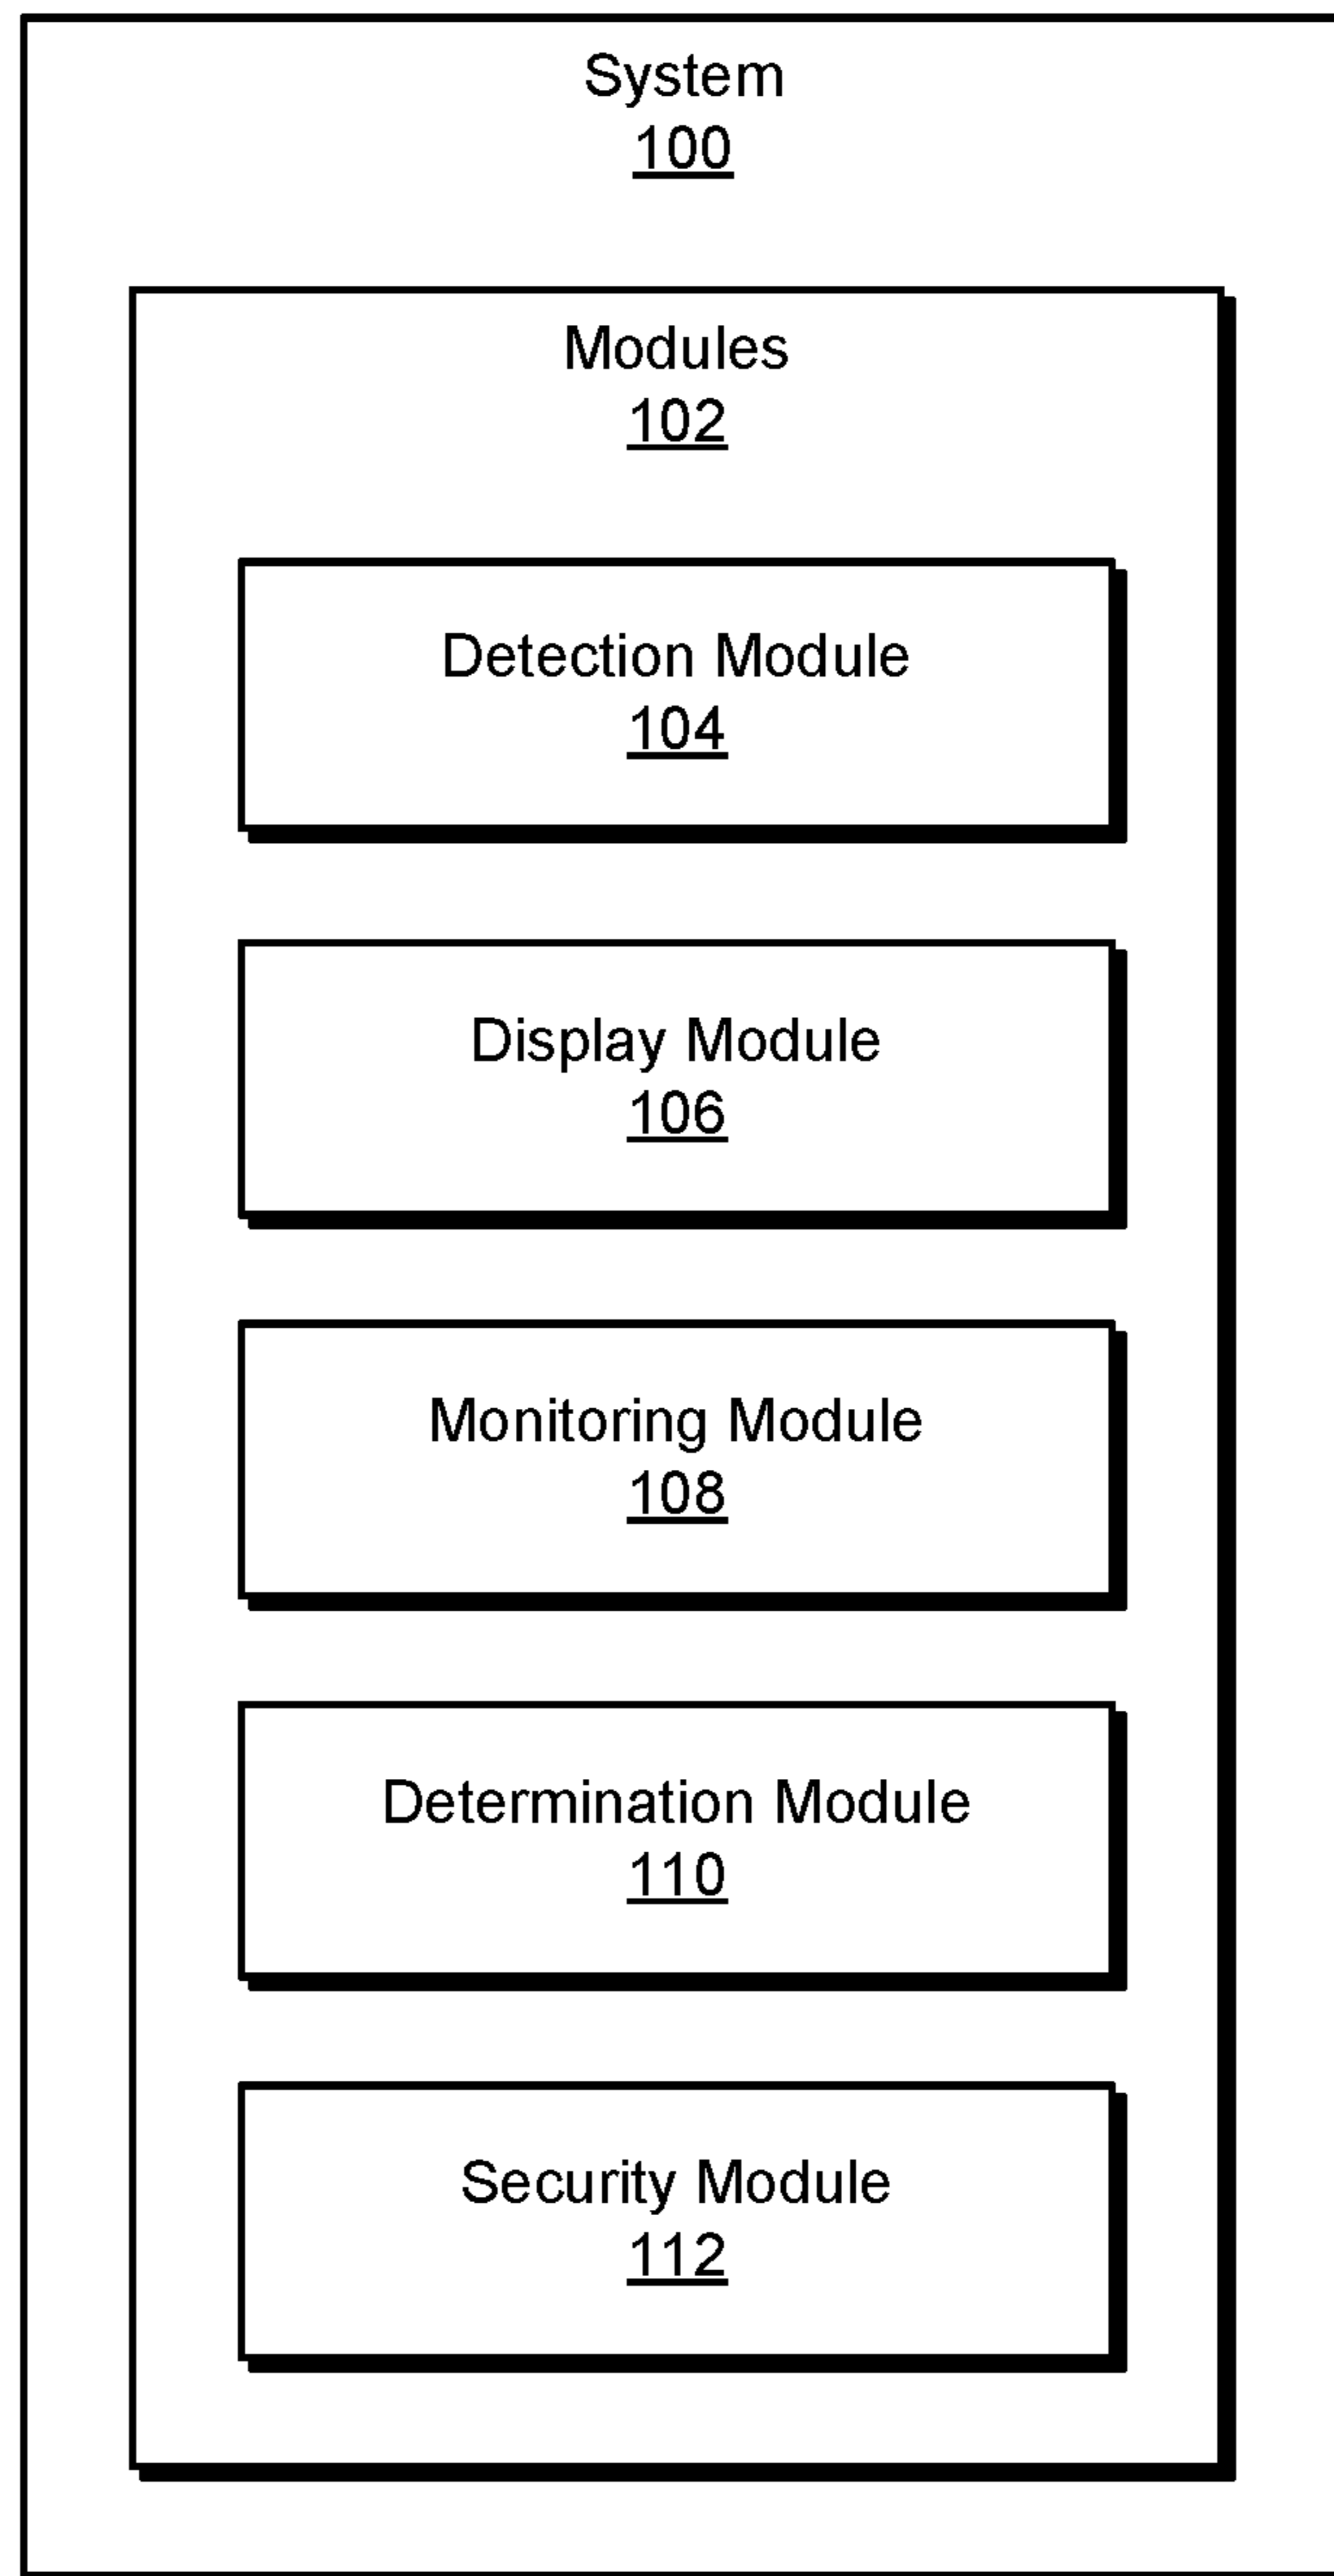 System
100
Modules
102
Detection Module
104
Display Module
106
Monitoring Module
108
Determination Module
110
Security Module
112